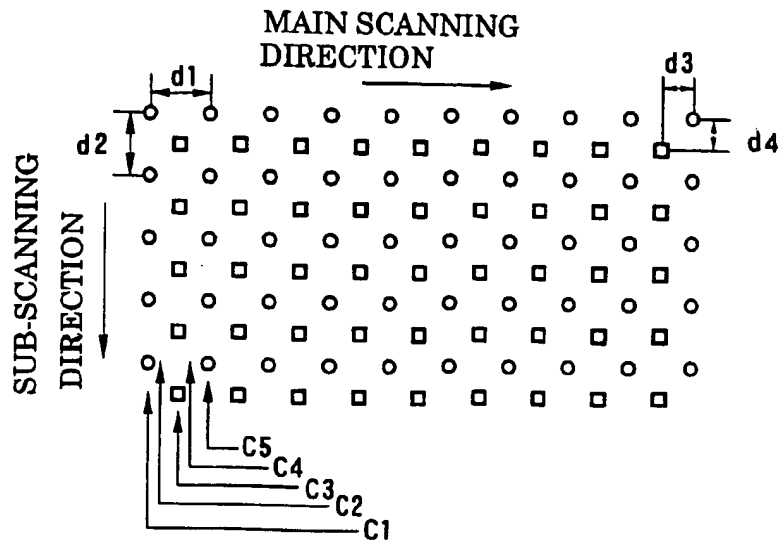 MAIN SCANNING
DIRECTION
d1
d3
d2
d4
SUB-SCANNING
DIRECTION
C5
C4
C3
C2
C1